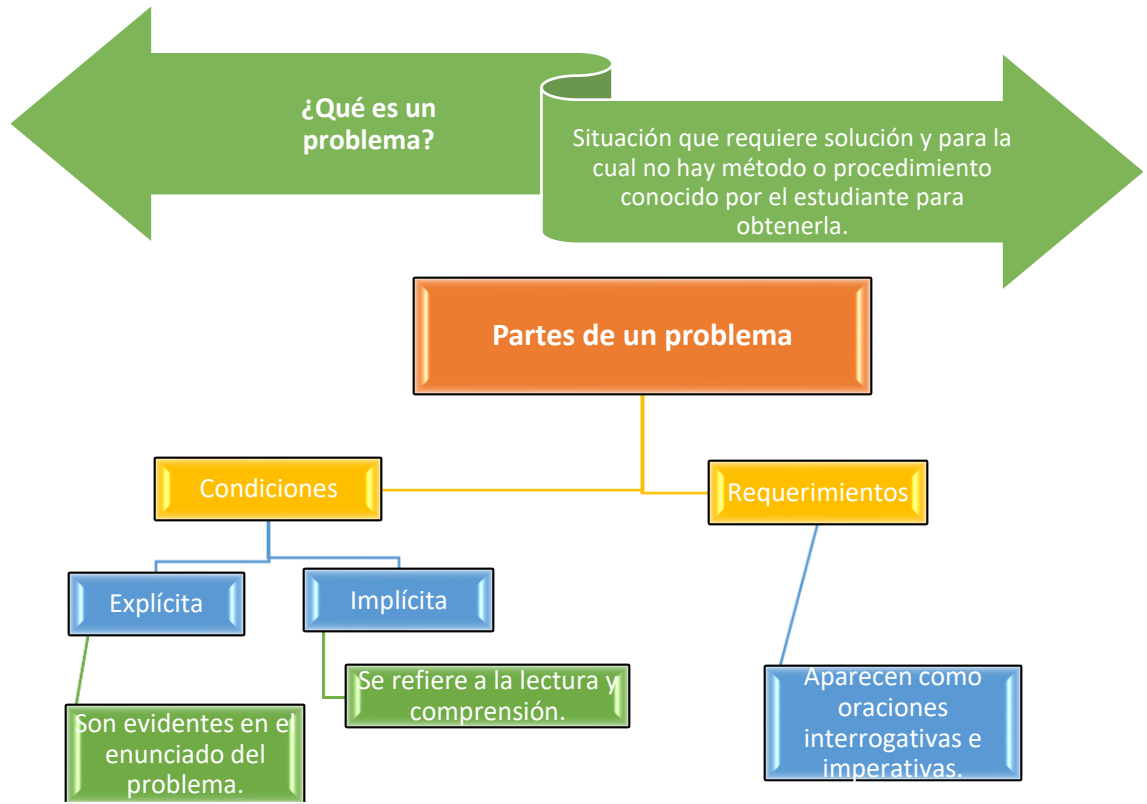 ¿Qué es un
problema?
Situación que requiere solución y para la
cual no hay método o procedimiento
conocido por el estudiante para
obtenerla.
Partes de un problema
Condiciones
Requerimientos
Explícita
Implícita
Se refiere a la lectura y
comprensión.
Son evidentes en el
enunciado del
problema.
Aparecen como
oraciones
interrogativas e
imperativas.